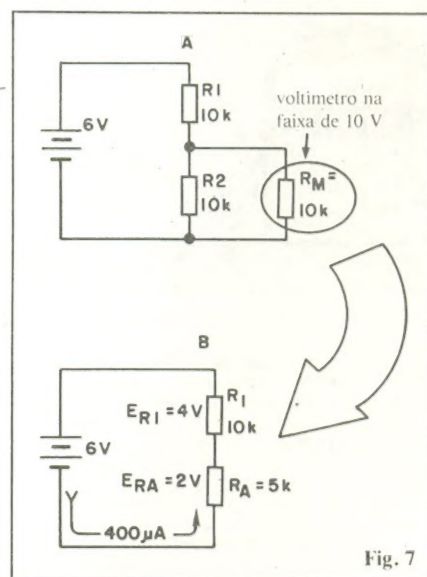 A
R1
10k
voltimetro na
faixa de 10 V
6V
R2
10k
RM=
10k
B
ER1=4V
R1
10k
6V
ERA=2V
RA=5k
400µA
Fig. 7